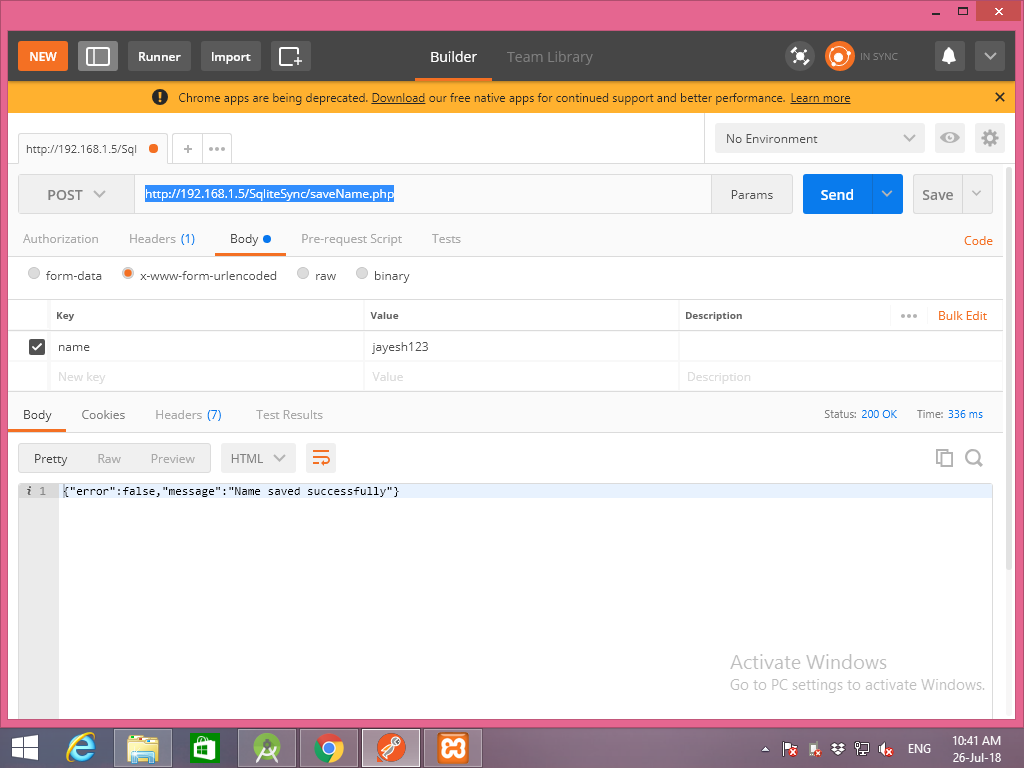 NEW Runner Import Builder Team Library IN SYNC
Chrome apps are being deprecated. Download our free native apps for continued support and better performance. Learn more
http://192.168.1.5/Sql No Environment
POST http://192.168.1.5/SqliteSync/saveName.php Params Send Save
Authorization Headers (1) Body Pre-request Script Tests Code
form-data x-www-form-urlencoded raw binary
Key Value Description Bulk Edit
name jayesh123
New key Value Description
Body Cookies Headers (7) Test Results Status: 200 OK Time: 336 ms
Pretty Raw Preview HTML
i 1 {"error":false,"message":"Name saved successfully"}
Activate Windows
Go to PC settings to activate Windows.
ENG 10:41 AM
26-Jul-18